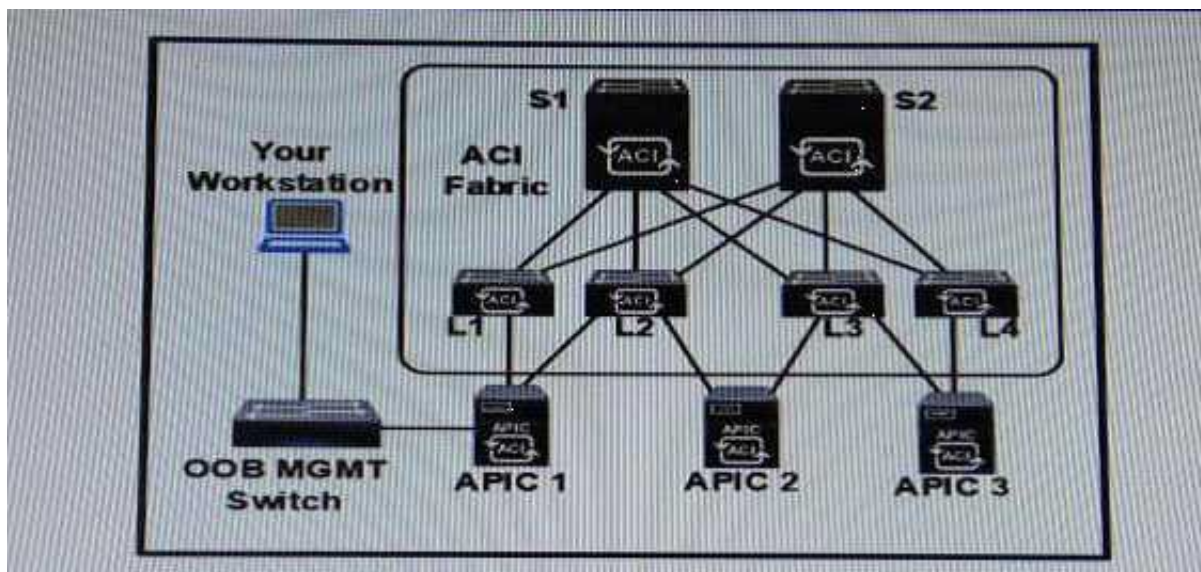 S1
S2
Your
Workstation
ACI
Fabric
ACI
ACI
ACI
ACI
ACI
ACI
L1
L2
L3
L4
OOB MGMT
Switch
APIC
ACI
APIC 1
APIC
ACI
APIC 2
APIC
ACI
APIC 3